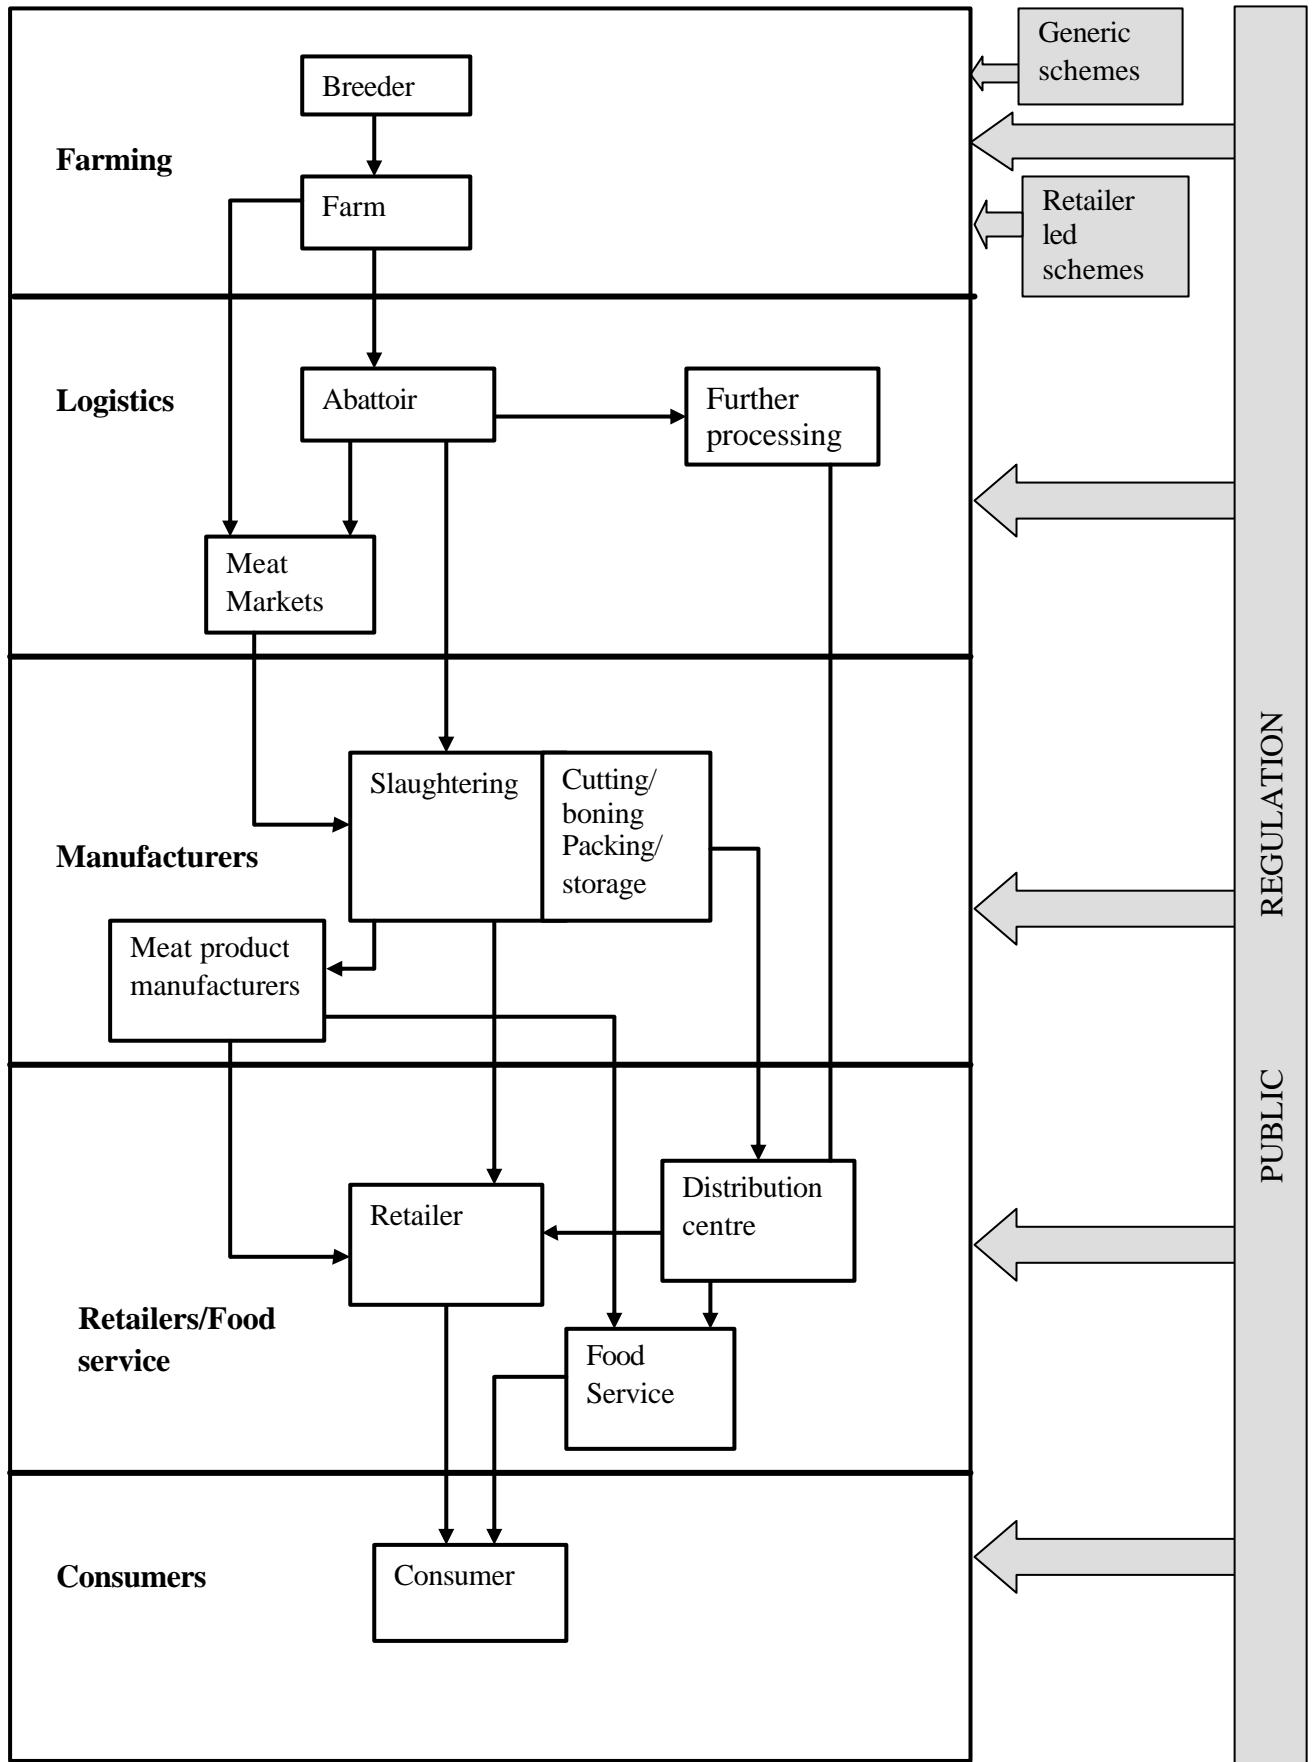 Generic
schemes
Breeder
Farming
Farm
Retailer
led
schemes
Logistics
Abattoir
Further
processing
Meat
Markets
Slaughtering
Cutting/
boning
Packing/
storage
Manufacturers
Meat product
manufacturers
PUBLIC REGULATION
Retailer
Distribution
centre
Retailers/Food
service
Food
Service
Consumers
Consumer